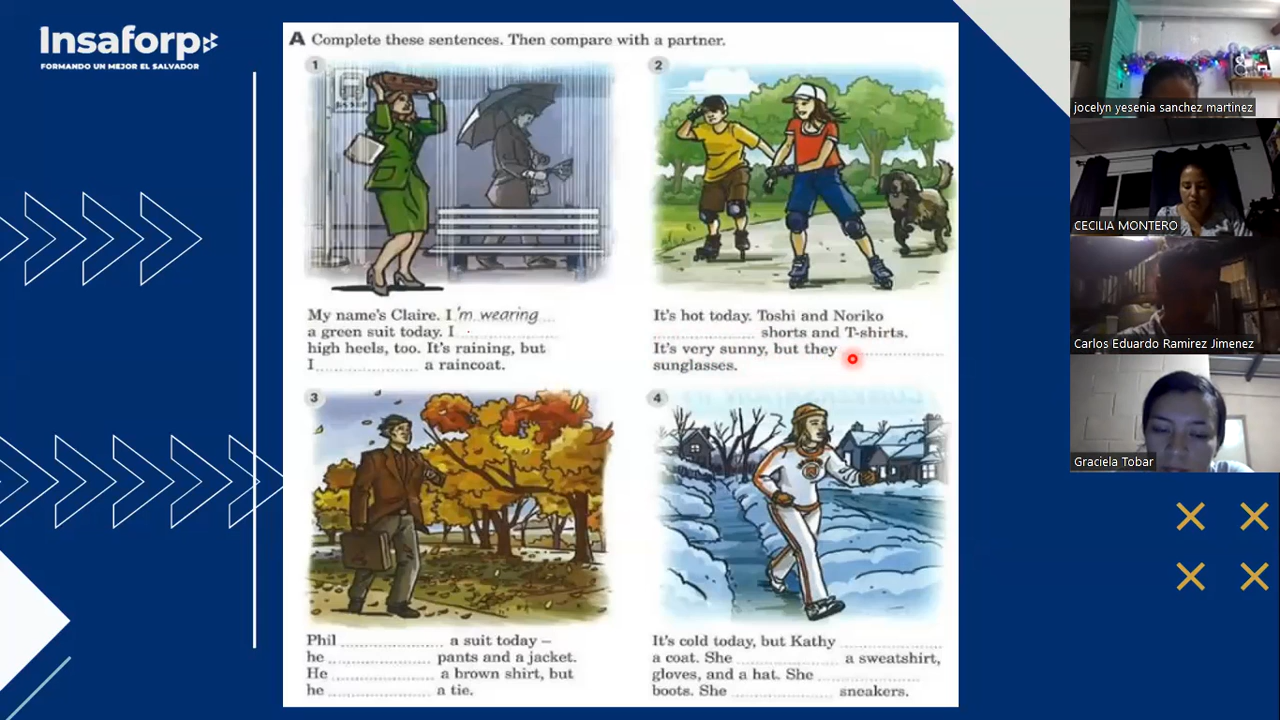 Insaforp
FORMANDO UN MEJOR EL SALVADOR
A Complete these sentences. Then compare with a partner.
1
My name's Claire. I 'm wearing
a green suit today. I
high heels, too. It's raining, but
I a raincoat.
2
It's hot today. Toshi and Noriko
shorts and T-shirts.
It's very sunny, but they
sunglasses.
3
Phil a suit today –
he pants and a jacket.
He a brown shirt, but
he a tie.
4
It's cold today, but Kathy
a coat. She a sweatshirt,
gloves, and a hat. She
boots. She sneakers.
jocelyn yesenia sanchez martinez
CECILIA MONTERO
Carlos Eduardo Ramirez Jimenez
Graciela Tobar